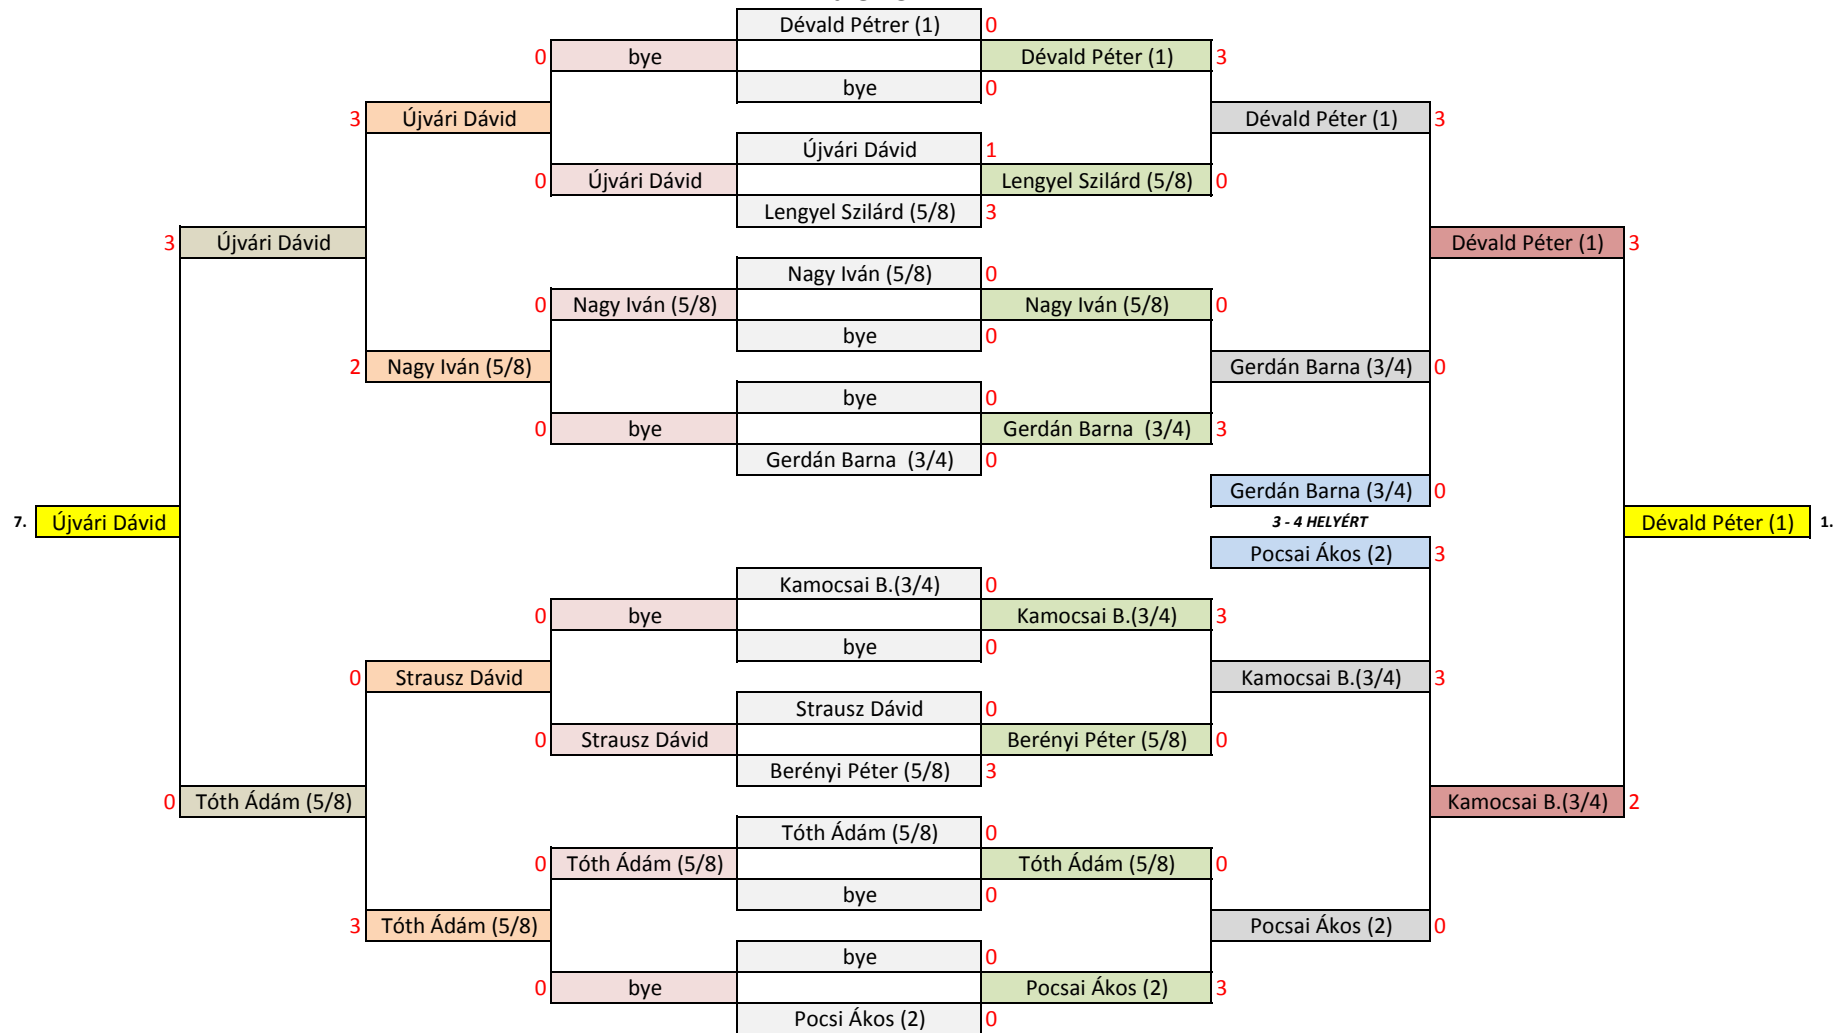 Dévald Pétrer (1) 0
0 bye Dévald Péter (1) 3
bye 0
3 Újvári Dávid Dévald Péter (1) 3
Újvári Dávid 1
0 Újvári Dávid Lengyel Szilárd (5/8) 0
Lengyel Szilárd (5/8) 3
3 Újvári Dávid Dévald Péter (1) 3
Nagy Iván (5/8) 0
0 Nagy Iván (5/8) Nagy Iván (5/8) 0
bye 0
2 Nagy Iván (5/8) Gerdán Barna (3/4) 0
bye 0
0 bye Gerdán Barna (3/4) 3
Gerdán Barna (3/4) 0
Gerdán Barna (3/4) 0
7. Újvári Dávid 3 - 4 HELYÉRT Dévald Péter (1) 1.
Pocsai Ákos (2) 3
Kamocsai B.(3/4) 0
0 bye Kamocsai B.(3/4) 3
bye 0
0 Strausz Dávid Kamocsai B.(3/4) 3
Strausz Dávid 0
0 Strausz Dávid Berényi Péter (5/8) 0
Berényi Péter (5/8) 3
0 Tóth Ádám (5/8) Kamocsai B.(3/4) 2
Tóth Ádám (5/8) 0
0 Tóth Ádám (5/8) Tóth Ádám (5/8) 0
bye 0
3 Tóth Ádám (5/8) Pocsai Ákos (2) 0
bye 0
0 bye Pocsai Ákos (2) 3
Pocsi Ákos (2) 0